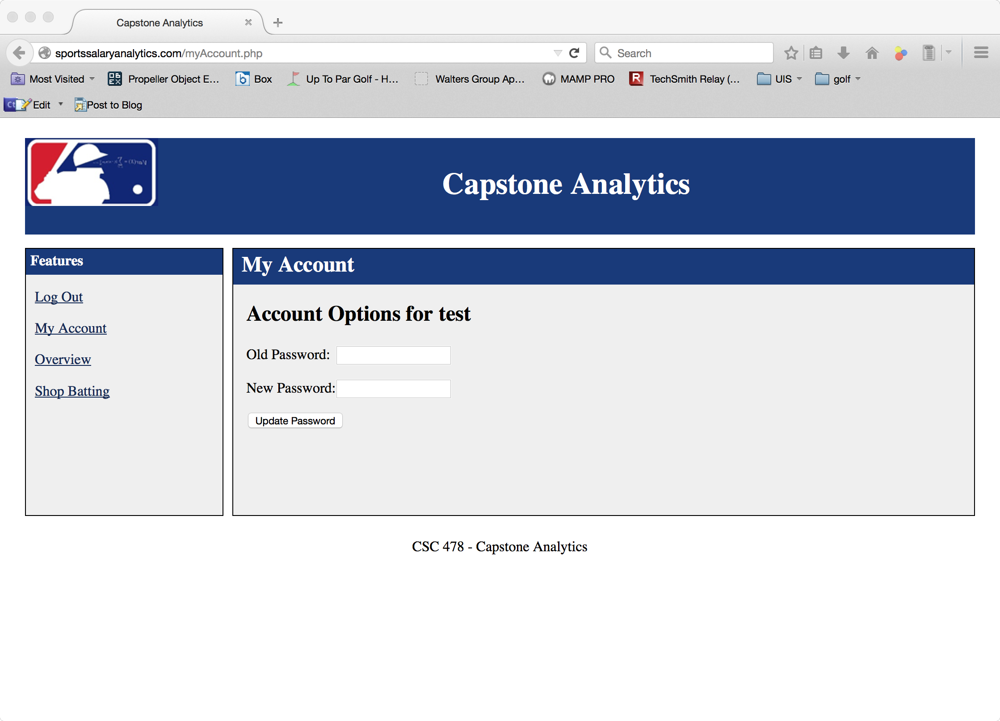 Capstone Analytics
sportssalaryanalytics.com/myAccount.php
Search
Most Visited
Propeller Object E...
Box
Up To Par Golf - H...
Walters Group Ap...
MAMP PRO
R
TechSmith Relay (...
UIS
golf
Ct
Edit
Post to Blog
Capstone Analytics
Features
Log Out
My Account
Overview
Shop Batting
My Account
Account Options for test
Old Password:
New Password:
Update Password
CSC 478 - Capstone Analytics